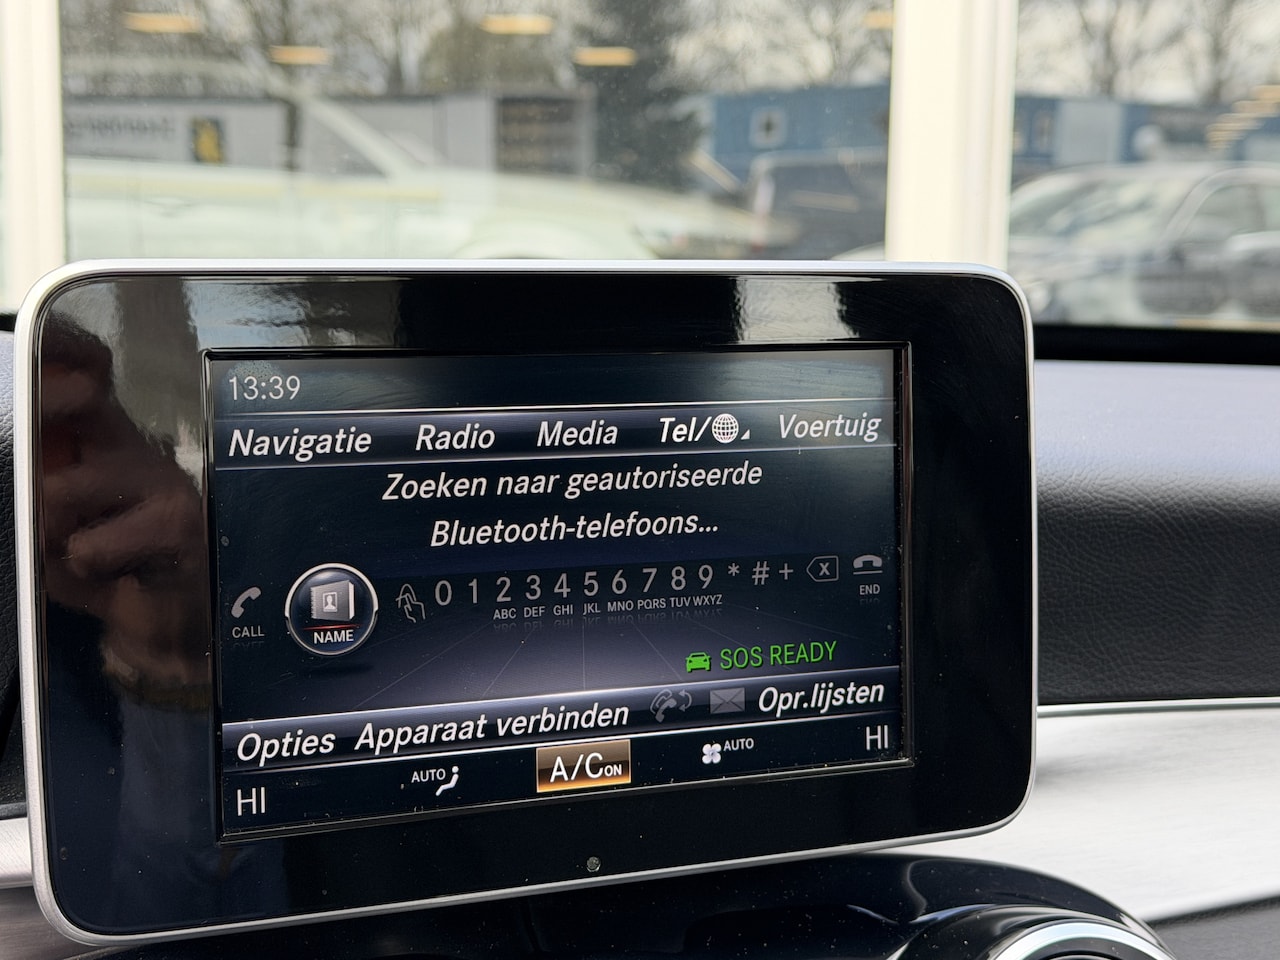 13:39
Navigatie Radio Media Tel/ Voertuig
Zoeken naar geautoriseerde
Bluetooth-telefoons...
CALL NAME 0 1 2 3 4 5 6 7 8 9 * # + X END
ABC DEF GHI JKL MNO PQRS TUV WXYZ
SOS READY
Opties Apparaat verbinden Opr.lijsten
HI AUTO A/C ON AUTO HI